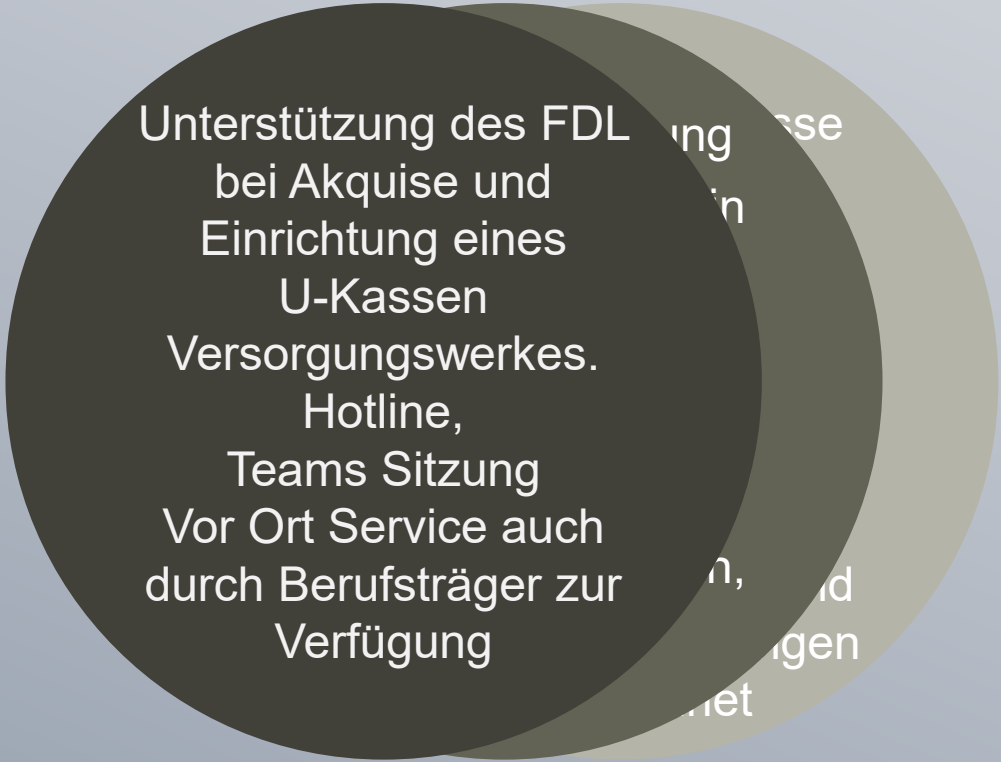 Unterstützung des FDL
bei Akquise und
Einrichtung eines
U-Kassen
Versorgungswerkes.
Hotline,
Teams Sitzung
Vor Ort Service auch
durch Berufsträger zur
Verfügung